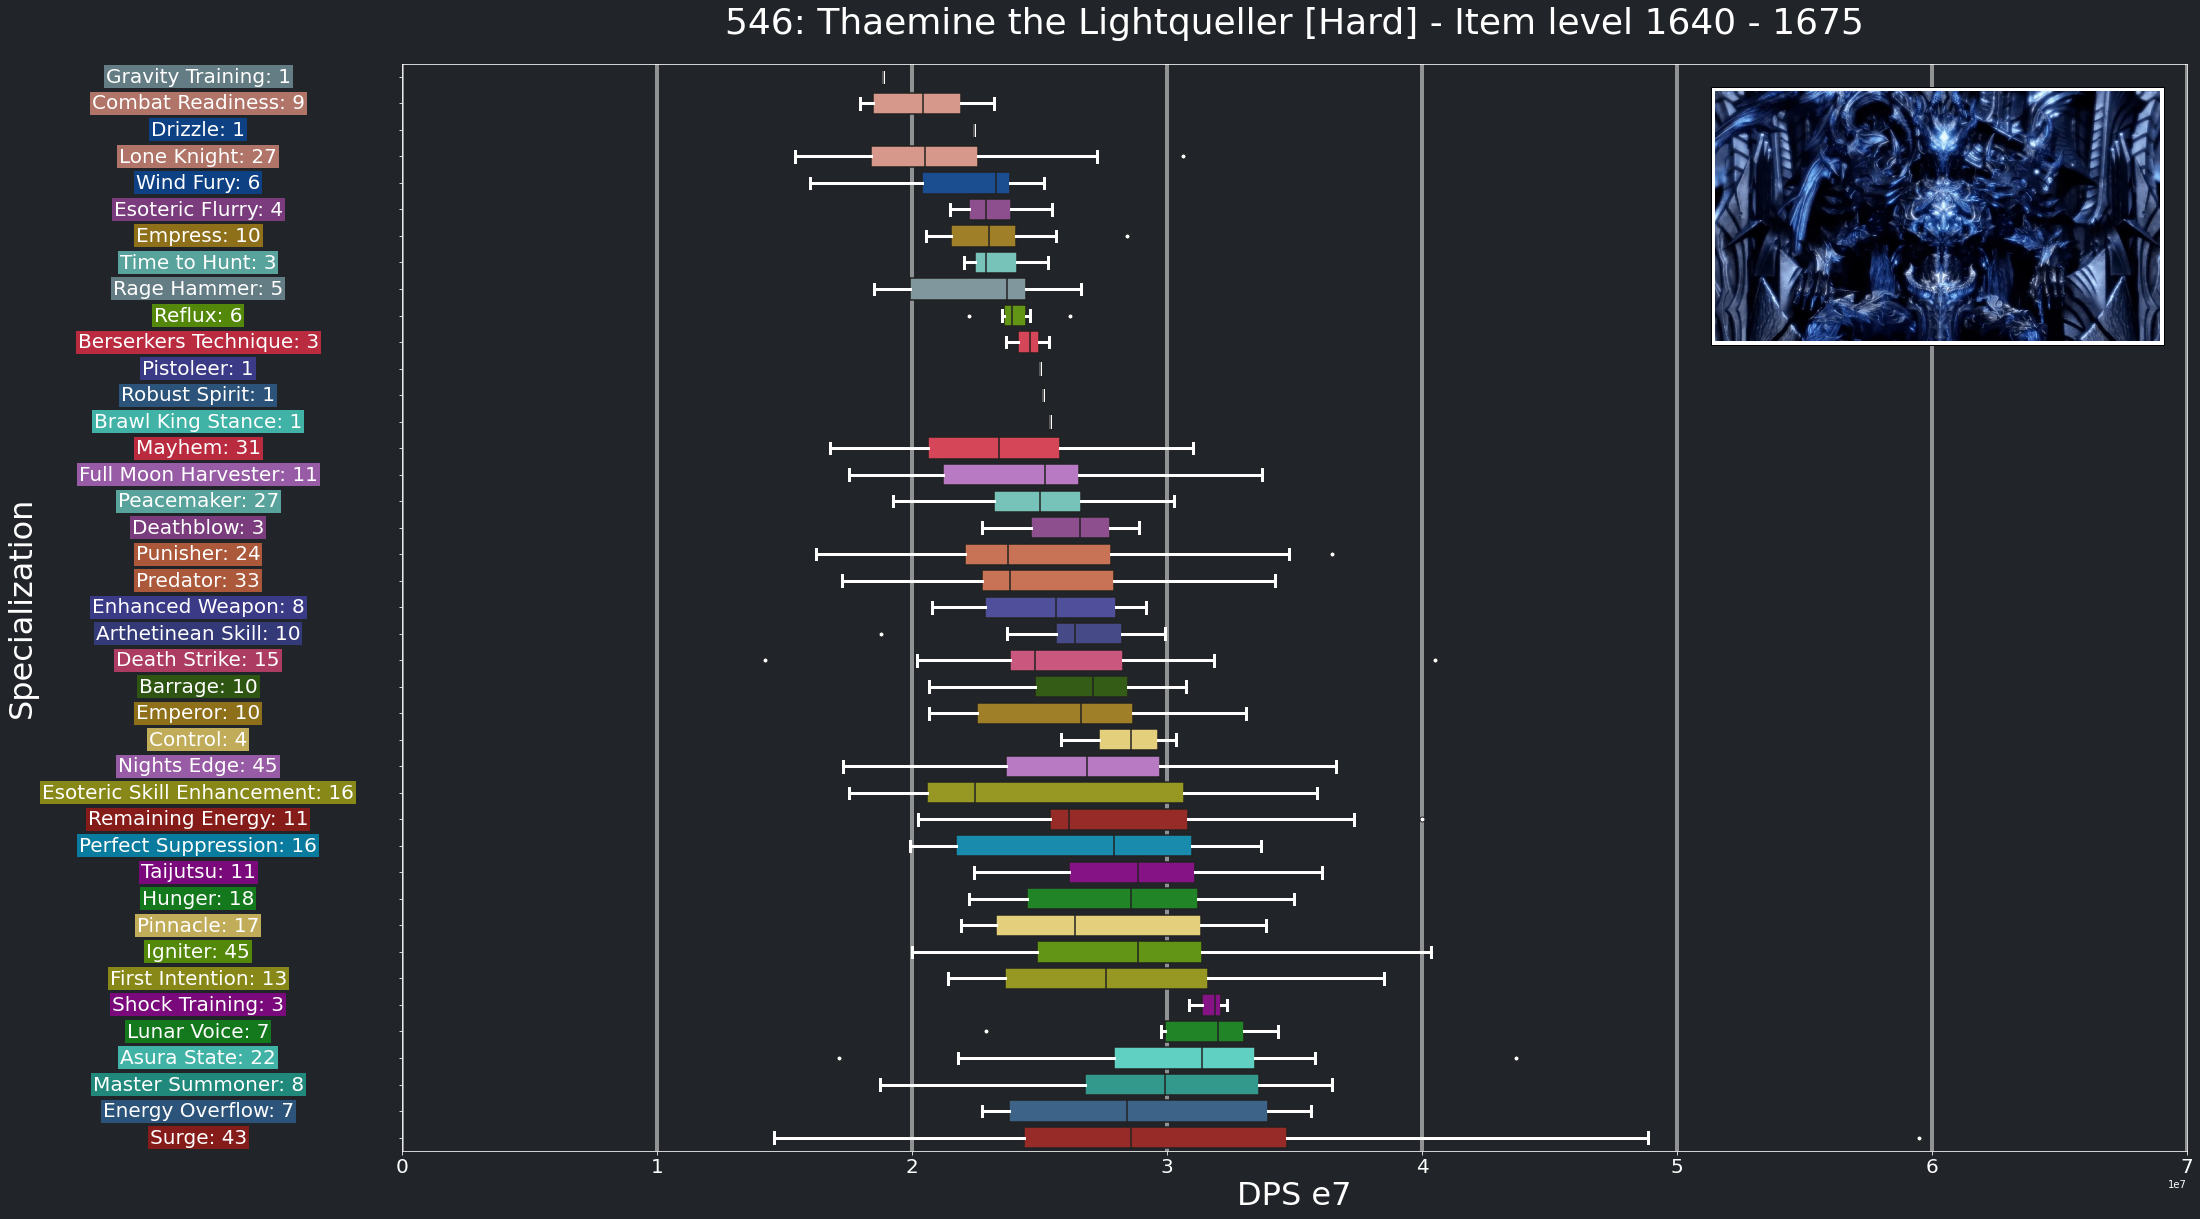 546: Thaemine the Lightqueller [Hard] - Item level 1640 - 1675
Gravity Training: 1
Combat Readiness: 9
Drizzle: 1
Lone Knight: 27
Wind Fury: 6
Esoteric Flurry: 4
Empress: 10
Time to Hunt: 3
Rage Hammer: 5
Reflux: 6
Berserkers Technique: 3
Pistoleer: 1
Robust Spirit: 1
Brawl King Stance: 1
Mayhem: 31
Full Moon Harvester: 11
Peacemaker: 27
Deathblow: 3
Punisher: 24
Predator: 33
Enhanced Weapon: 8
Arthetinean Skill: 10
Death Strike: 15
Barrage: 10
Emperor: 10
Control: 4
Nights Edge: 45
Esoteric Skill Enhancement: 16
Remaining Energy: 11
Perfect Suppression: 16
Taijutsu: 11
Hunger: 18
Pinnacle: 17
Igniter: 45
First Intention: 13
Shock Training: 3
Lunar Voice: 7
Asura State: 22
Master Summoner: 8
Energy Overflow: 7
Surge: 43
Specialization
0 1 2 3 4 5 6 7
1e7
DPS e7